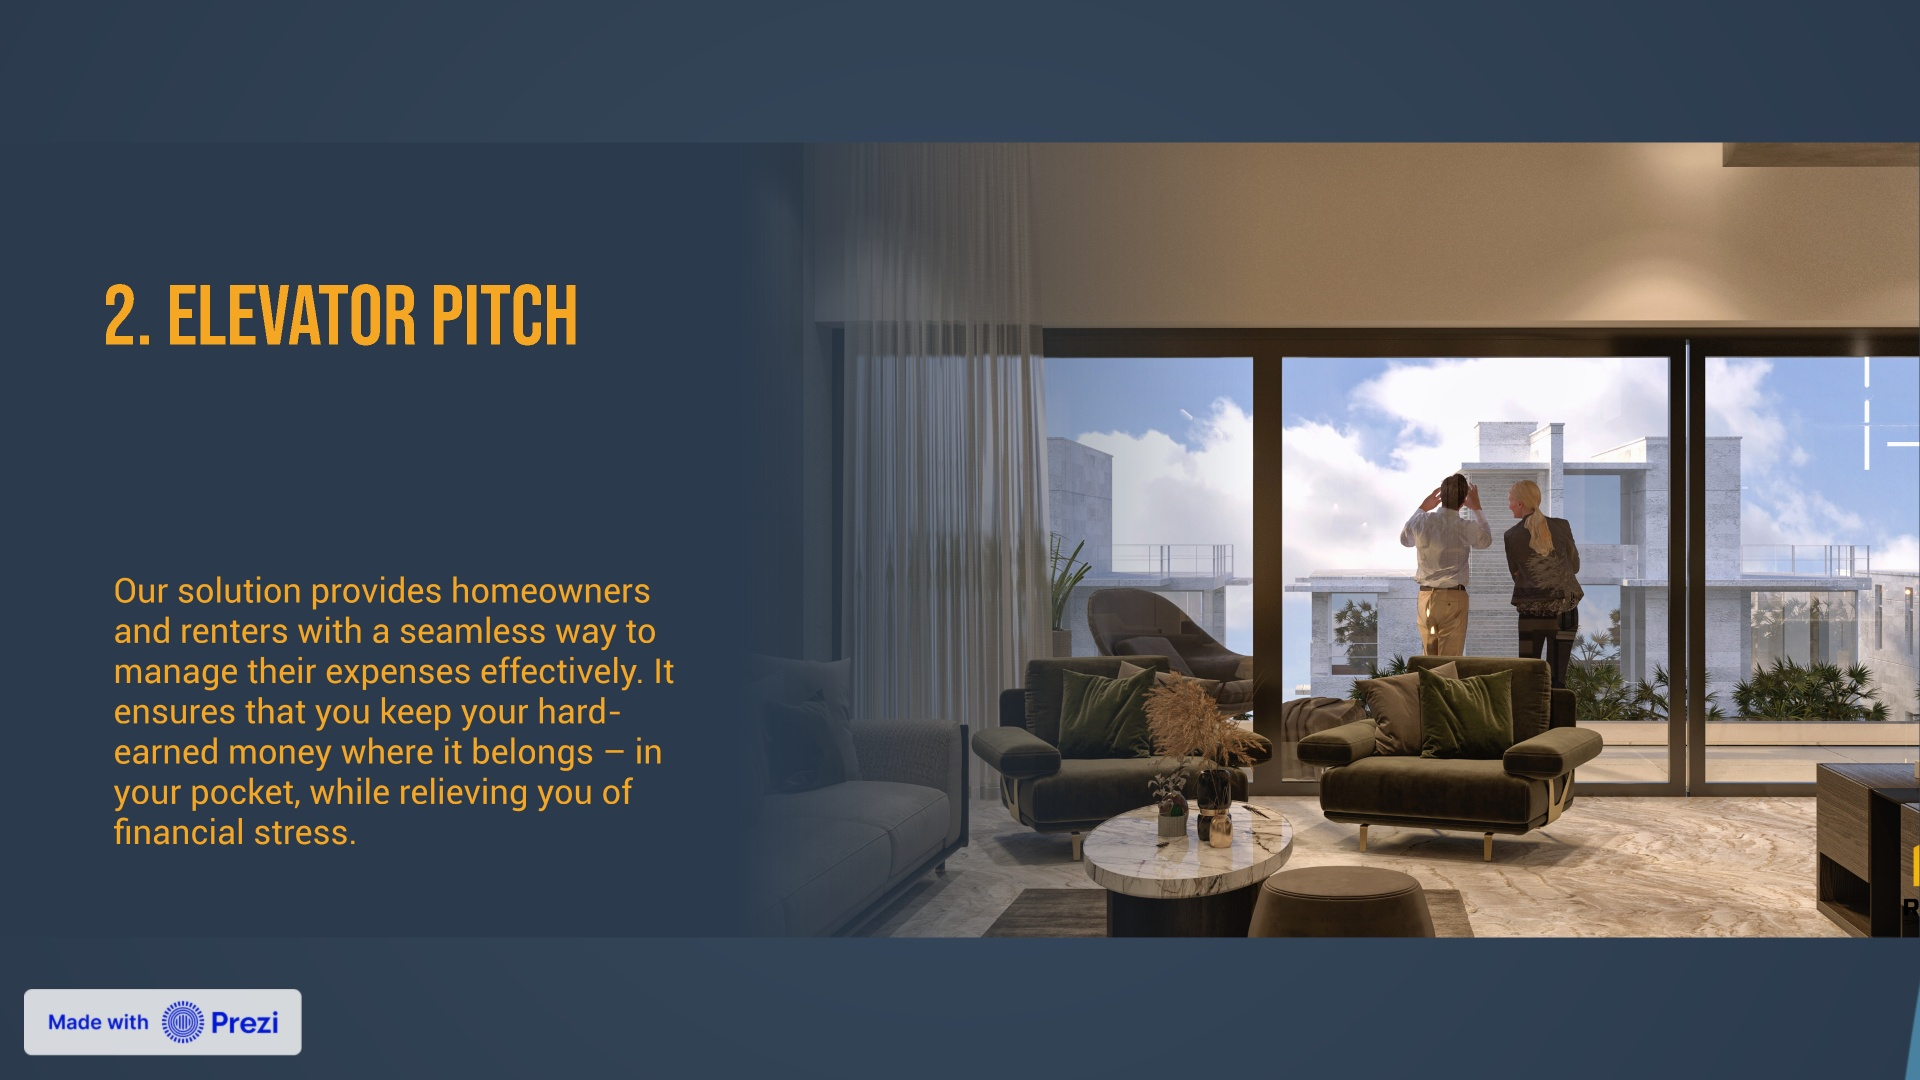 2. ELEVATOR PITCH
Our solution provides homeowners
and renters with a seamless way to
manage their expenses effectively. It
ensures that you keep your hard-
earned money where it belongs – in
your pocket, while relieving you of
financial stress.
Made with Prezi